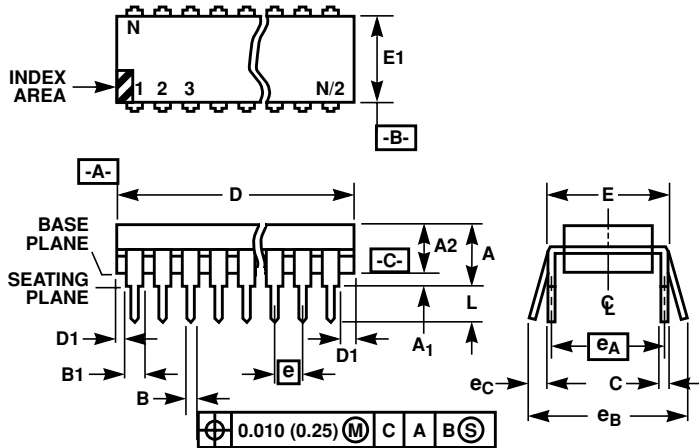 N
E1
INDEX
AREA
1 2 3 N/2
-B-
-A-
D
E
BASE
PLANE
A2
A
-C-
SEATING
PLANE
L
℄
D1
D1
A1
eA
B1
e
eC
C
B
eB
0.010 (0.25) Ⓜ C A B Ⓢ